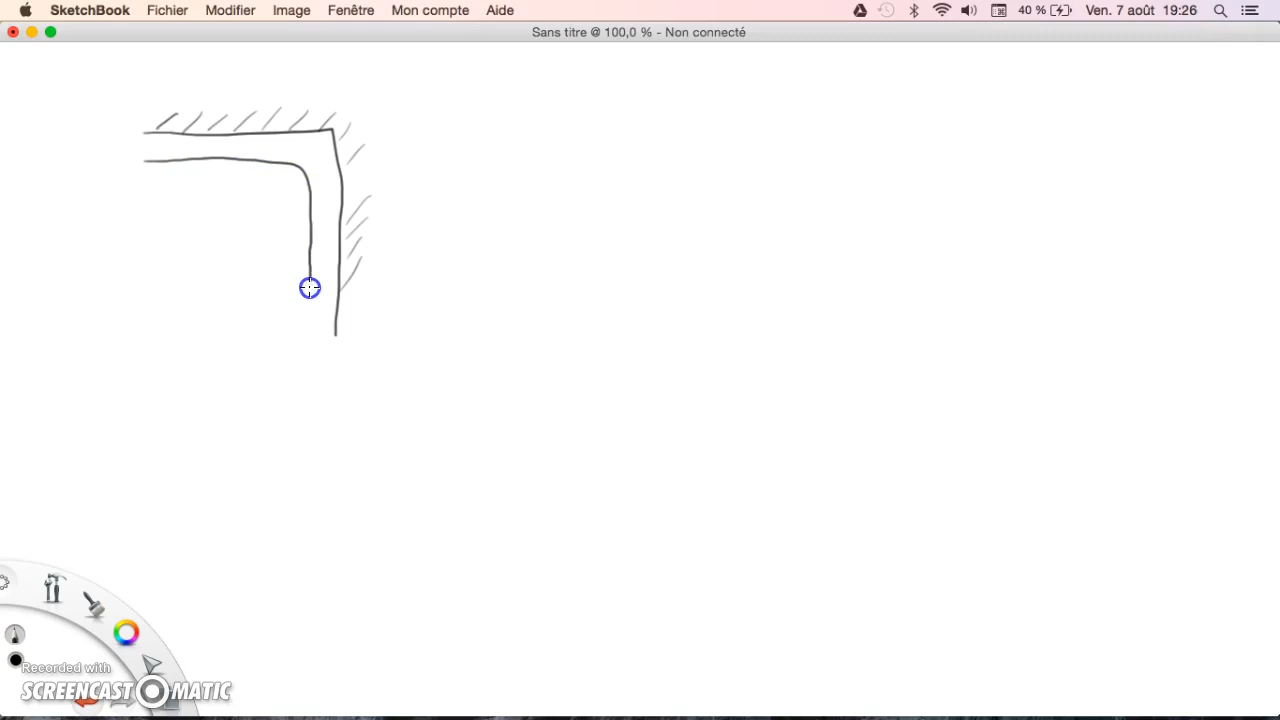 SketchBook Fichier Modifier Image Fenêtre Mon compte Aide 40 % Ven. 7 août 19:26
Sans titre @ 100,0 % - Non connecté
Recorded with
SCREENCAST O MATIC